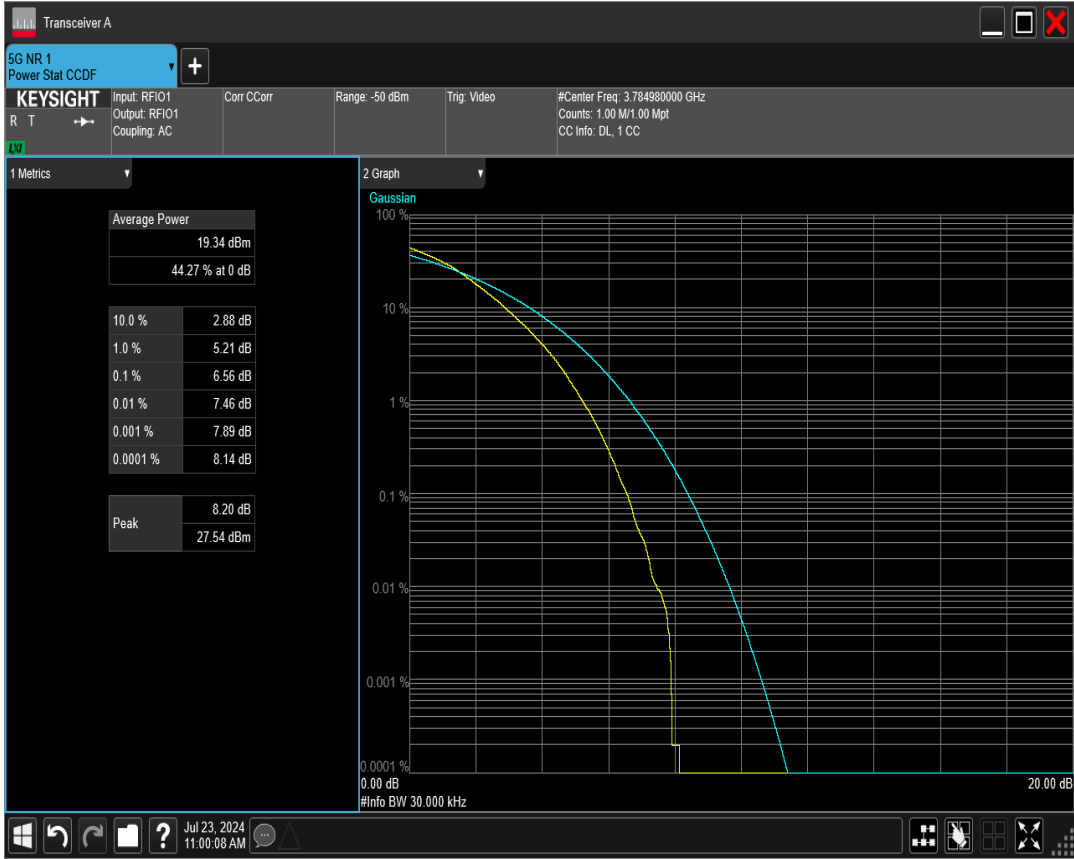 Transceiver A
5G NR 1
Power Stat CCDF
+
KEYSIGHT
R T
LXI
Input: RFIO1
Output: RFIO1
Coupling: AC
Corr CCorr
Range: -50 dBm
Trig: Video
#Center Freq: 3.784980000 GHz
Counts: 1.00 M/1.00 Mpt
CC Info: DL, 1 CC
1 Metrics
Average Power
19.34 dBm
44.27 % at 0 dB
10.0 % 2.88 dB
1.0 % 5.21 dB
0.1 % 6.56 dB
0.01 % 7.46 dB
0.001 % 7.89 dB
0.0001 % 8.14 dB
Peak
8.20 dB
27.54 dBm
2 Graph
Gaussian
100 %
10 %
1 %
0.1 %
0.01 %
0.001 %
0.0001 %
0.00 dB
20.00 dB
#Info BW 30.000 kHz
?
Jul 23, 2024
11:00:08 AM